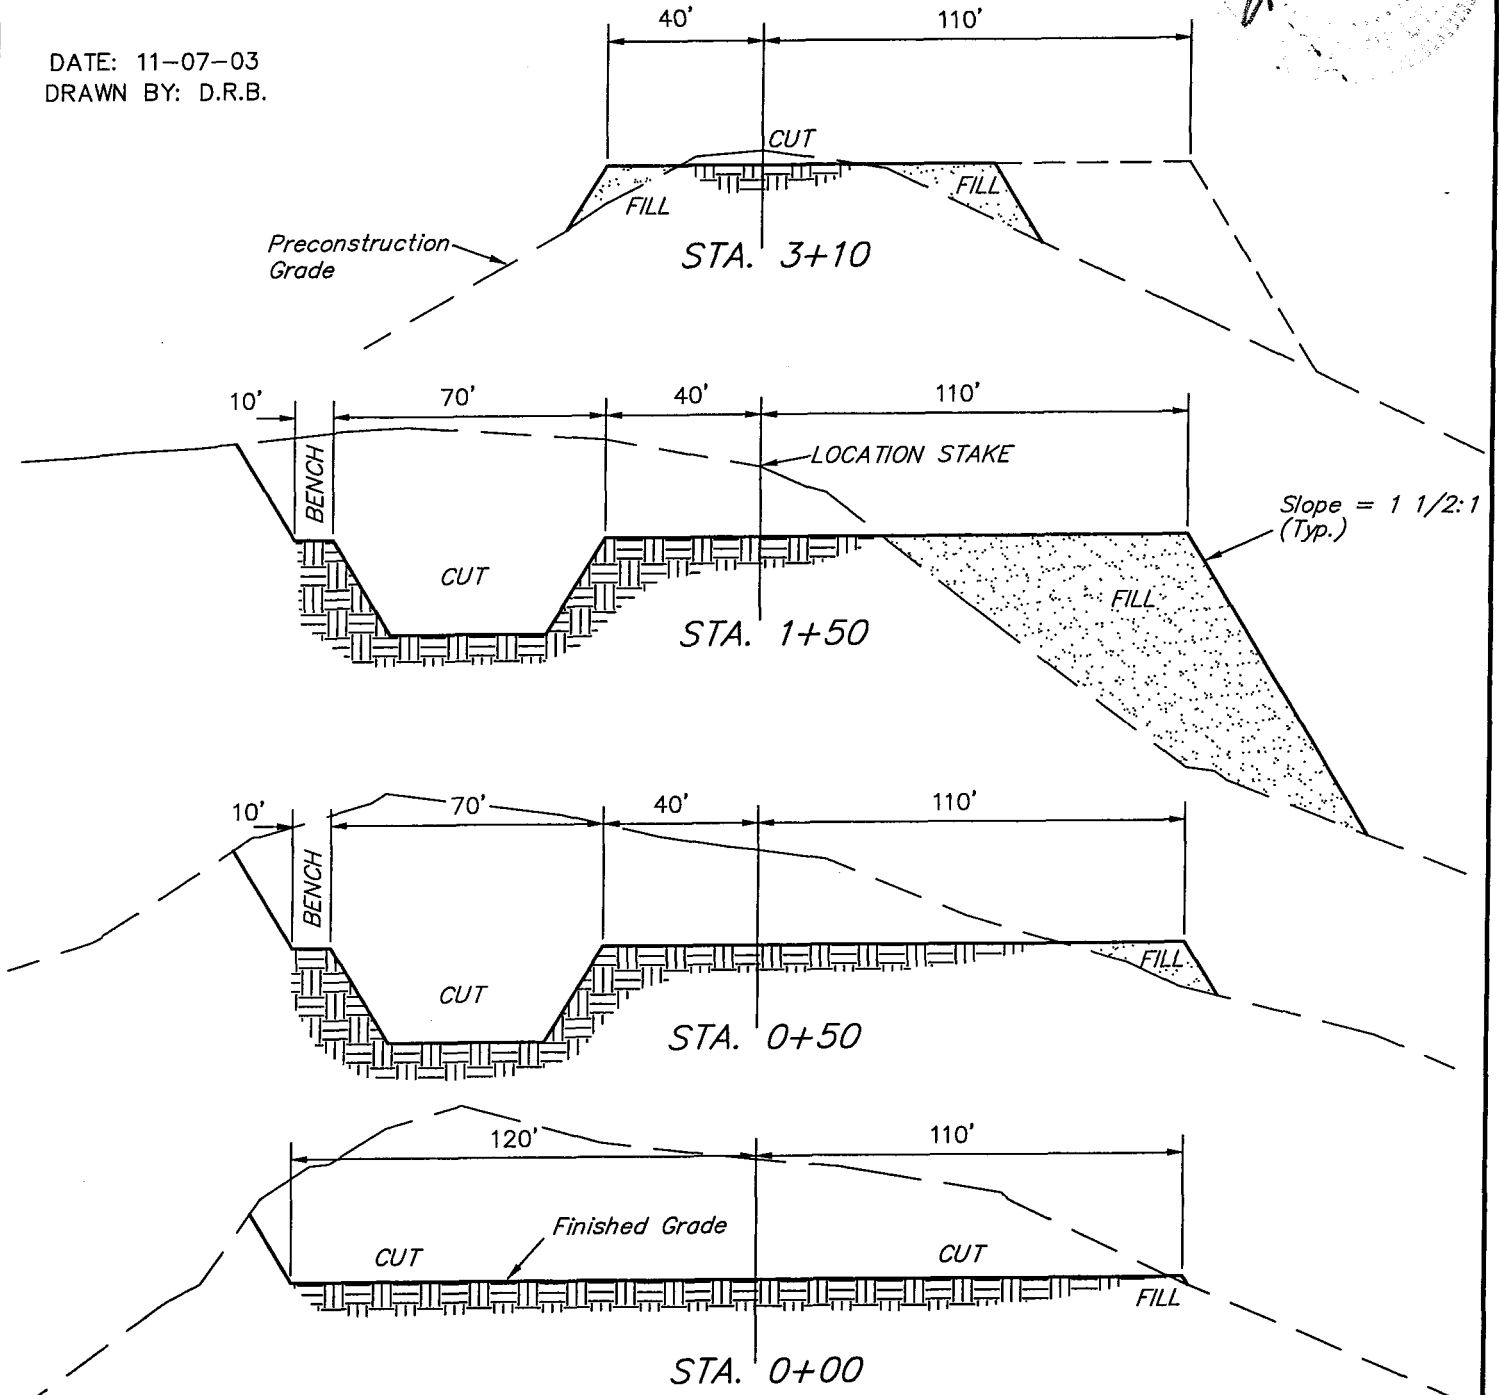 DATE: 11-07-03
DRAWN BY: D.R.B.
40' 110'
CUT
FILL FILL
Preconstruction
Grade
STA. 3+10
10' 70' 40' 110'
BENCH
LOCATION STAKE
Slope = 1 1/2:1
(Typ.)
CUT
FILL
STA. 1+50
10' 70' 40' 110'
BENCH
FILL
CUT
STA. 0+50
120' 110'
Finished Grade
CUT CUT
FILL
STA. 0+00